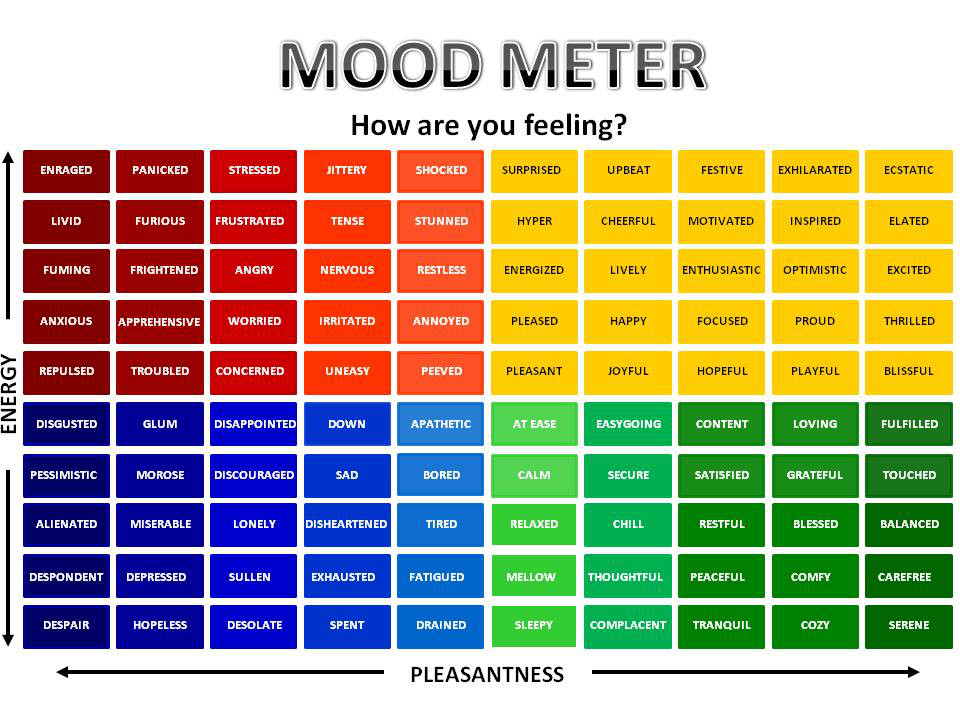 MOOD METER
How are you feeling?
ENRAGED PANICKED STRESSED JITTERY SHOCKED SURPRISED UPBEAT FESTIVE EXHILARATED ECSTATIC
LIVID FURIOUS FRUSTRATED TENSE STUNNED HYPER CHEERFUL MOTIVATED INSPIRED ELATED
FUMING FRIGHTENED ANGRY NERVOUS RESTLESS ENERGIZED LIVELY ENTHUSIASTIC OPTIMISTIC EXCITED
ANXIOUS APPREHENSIVE WORRIED IRRITATED ANNOYED PLEASED HAPPY FOCUSED PROUD THRILLED
REPULSED TROUBLED CONCERNED UNEASY PEEVED PLEASANT JOYFUL HOPEFUL PLAYFUL BLISSFUL
ENERGY
DISGUSTED GLUM DISAPPOINTED DOWN APATHETIC AT EASE EASYGOING CONTENT LOVING FULFILLED
PESSIMISTIC MOROSE DISCOURAGED SAD BORED CALM SECURE SATISFIED GRATEFUL TOUCHED
ALIENATED MISERABLE LONELY DISHEARTENED TIRED RELAXED CHILL RESTFUL BLESSED BALANCED
DESPONDENT DEPRESSED SULLEN EXHAUSTED FATIGUED MELLOW THOUGHTFUL PEACEFUL COMFY CAREFREE
DESPAIR HOPELESS DESOLATE SPENT DRAINED SLEEPY COMPLACENT TRANQUIL COZY SERENE
PLEASANTNESS